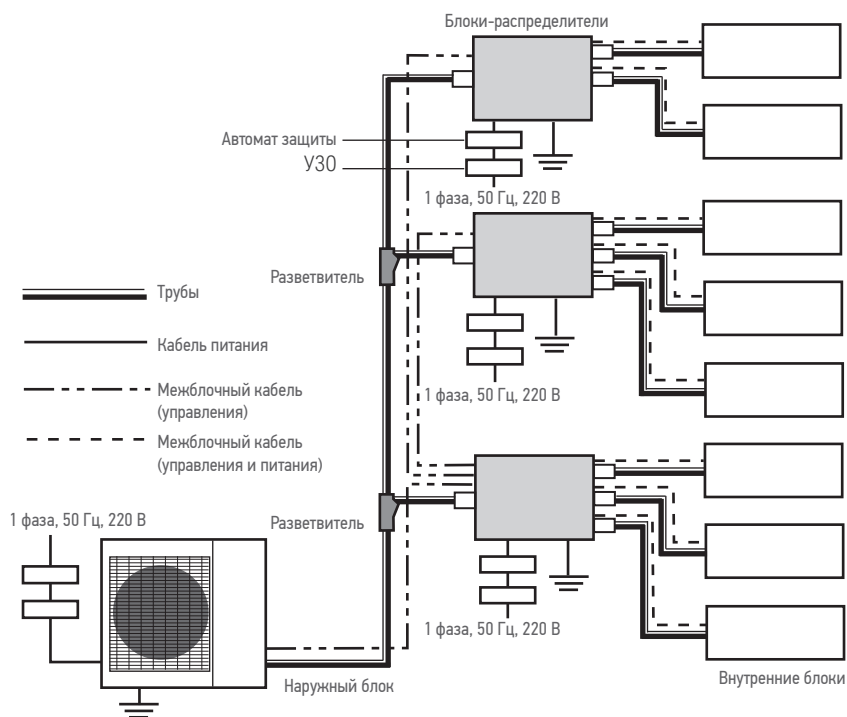 Блоки-распределители
Автомат защиты
УЗО
1 фаза, 50 Гц, 220 В
Разветвитель
Трубы
Кабель питания
1 фаза, 50 Гц, 220 В
Межблочный кабель
(управления)
Межблочный кабель
(управления и питания)
1 фаза, 50 Гц, 220 В
Разветвитель
1 фаза, 50 Гц, 220 В
Наружный блок
Внутренние блоки